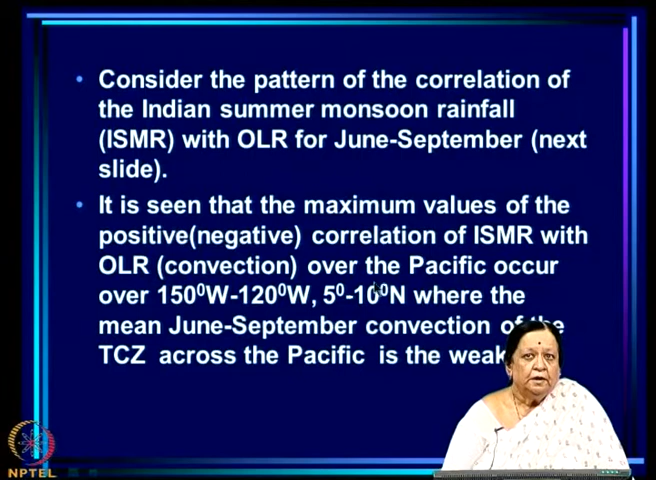 • Consider the pattern of the correlation of
the Indian summer monsoon rainfall
(ISMR) with OLR for June-September (next
slide).
• It is seen that the maximum values of the
positive(negative) correlation of ISMR with
OLR (convection) over the Pacific occur
over 150⁰W-120⁰W, 5⁰-10⁰N where the
mean June-September convection of the
TCZ across the Pacific is the weak
NPTEL